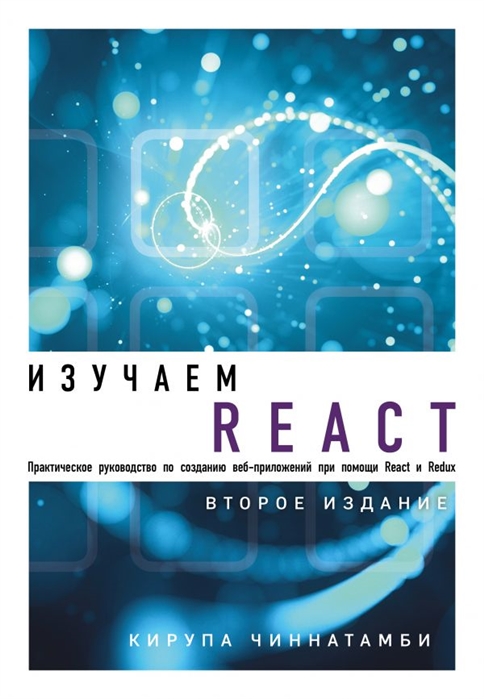 ИЗУЧАЕМ
REACT
Практическое руководство по созданию веб-приложений при помощи React и Redux
ВТОРОЕ ИЗДАНИЕ
КИРУПА ЧИННАТАМБИ